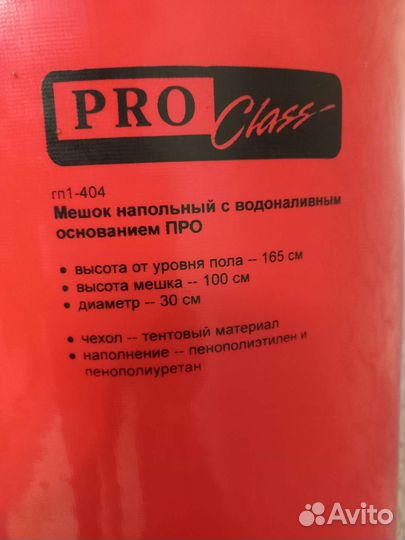 PRO Class
гп1-404
Мешок напольный с водоналивным
основанием ПРО
• высота от уровня пола -- 165 см
• высота мешка -- 100 см
• диаметр -- 30 см
• чехол -- тентовый материал
• наполнение -- пенополиэтилен и
пенополиуретан
Avito